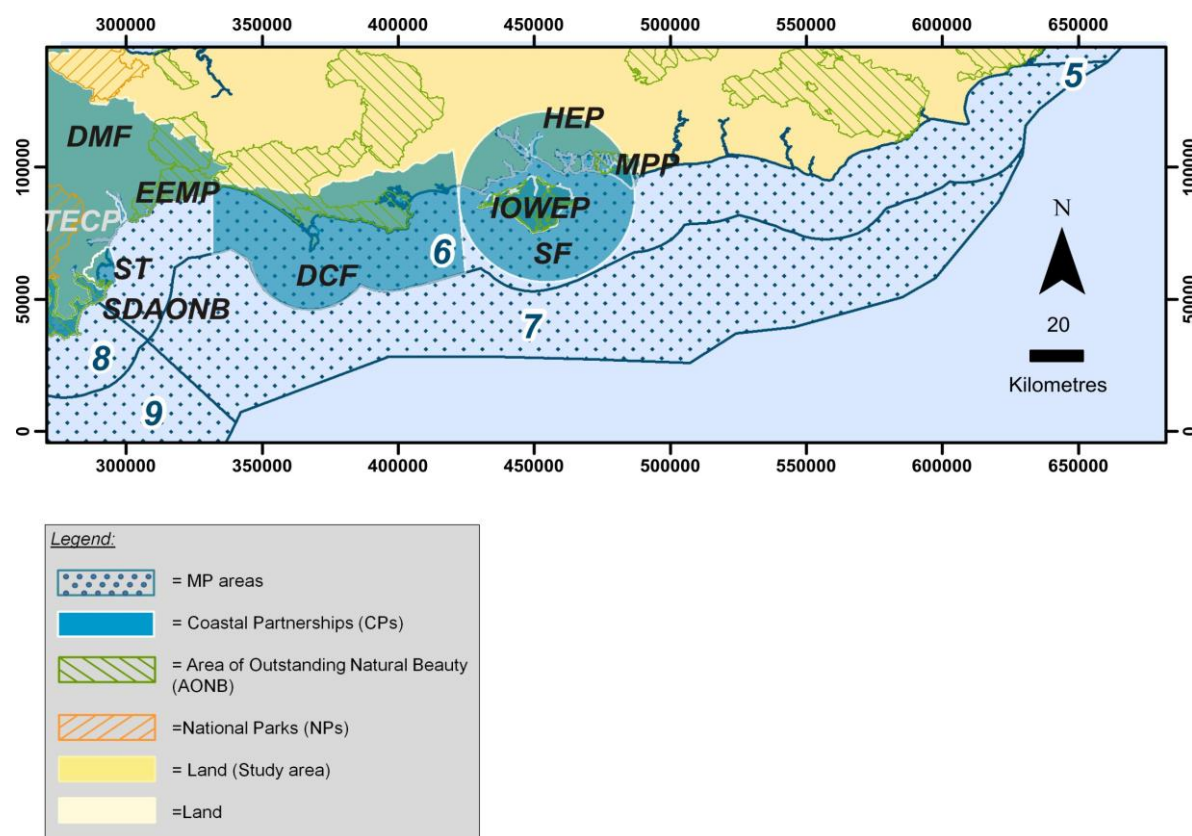 300000 350000 400000 450000 500000 550000 600000 650000
5
HEP
DMF
100000
MPP
100000
EEMP
TECP
IOWEP
N
6
SF
ST
DCF
50000
SDAONB
50000
7
20
8
Kilometres
9
0
0
300000 350000 400000 450000 500000 550000 600000 650000
Legend:
= MP areas
= Coastal Partnerships (CPs)
= Area of Outstanding Natural Beauty
(AONB)
=National Parks (NPs)
= Land (Study area)
=Land